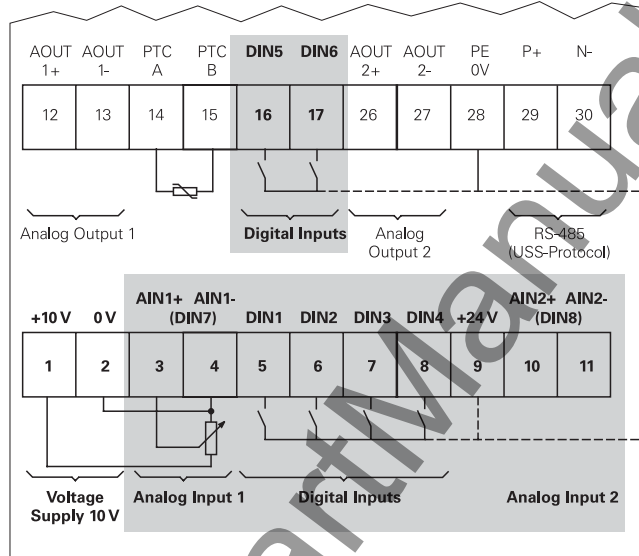 AOUT AOUT PTC PTC DIN5 DIN6 AOUT AOUT PE P+ N-
1+ 1- A B 2+ 2- 0V
12 13 14 15 16 17 26 27 28 29 30
Analog Output 1 Digital Inputs Analog RS-485
Output 2 (USS-Protocol)
AIN1+ AIN1- AIN2+ AIN2-
+10 V 0 V (DIN7) DIN1 DIN2 DIN3 DIN4 +24 V (DIN8)
1 2 3 4 5 6 7 8 9 10 11
Voltage Analog Input 1 Digital Inputs Analog Input 2
Supply 10 V
artManua
artManua